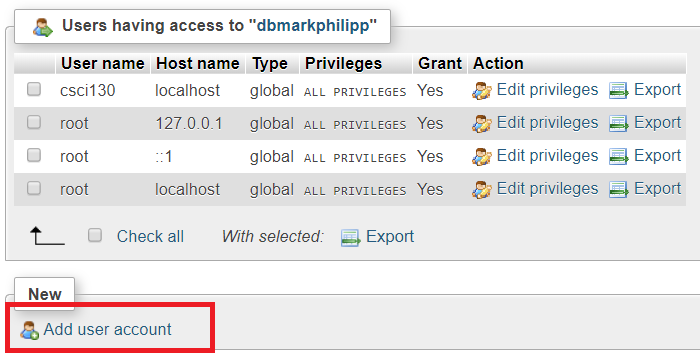 Users having access to "dbmarkphilipp"
User name Host name Type Privileges Grant Action
csci130 localhost global ALL PRIVILEGES Yes Edit privileges Export
root 127.0.0.1 global ALL PRIVILEGES Yes Edit privileges Export
root ::1 global ALL PRIVILEGES Yes Edit privileges Export
root localhost global ALL PRIVILEGES Yes Edit privileges Export
Check all With selected: Export
New
Add user account